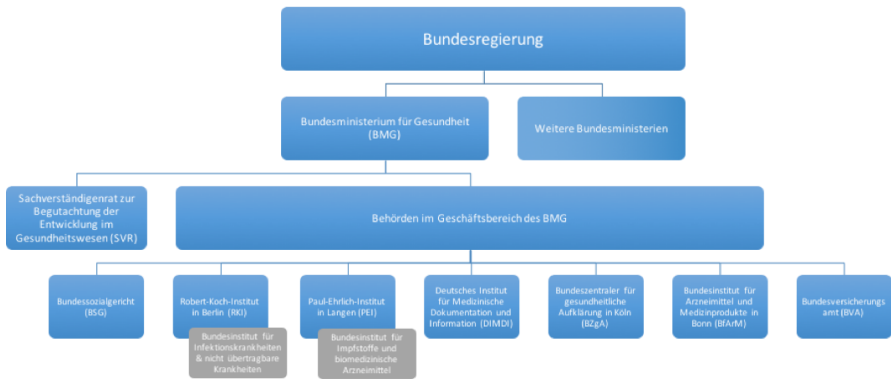 Bundesregierung
Bundesministerium für Gesundheit
(BMG)
Weitere Bundesministerien
Sachverständigenrat zur
Begutachtung der
Entwicklung im
Gesundheitswesen (SVR)
Behörden im Geschäftsbereich des BMG
Bundessozialgericht
(BSG)
Robert-Koch-Institut
in Berlin (RKI)
Bundesinstitut für
Infektionskrankheiten
& nicht übertragbare
Krankheiten
Paul-Ehrlich-Institut
in Langen (PEI)
Bundesinstitut für
Impfstoffe und
biomedizinische
Arzneimittel
Deutsches Institut
für Medizinische
Dokumentation und
Information (DIMDI)
Bundeszentraler für
gesundheitliche
Aufklärung in Köln
(BZgA)
Bundesinstitut für
Arzneimittel und
Medizinprodukte in
Bonn (BfArM)
Bundesversicherungs
amt (BVA)